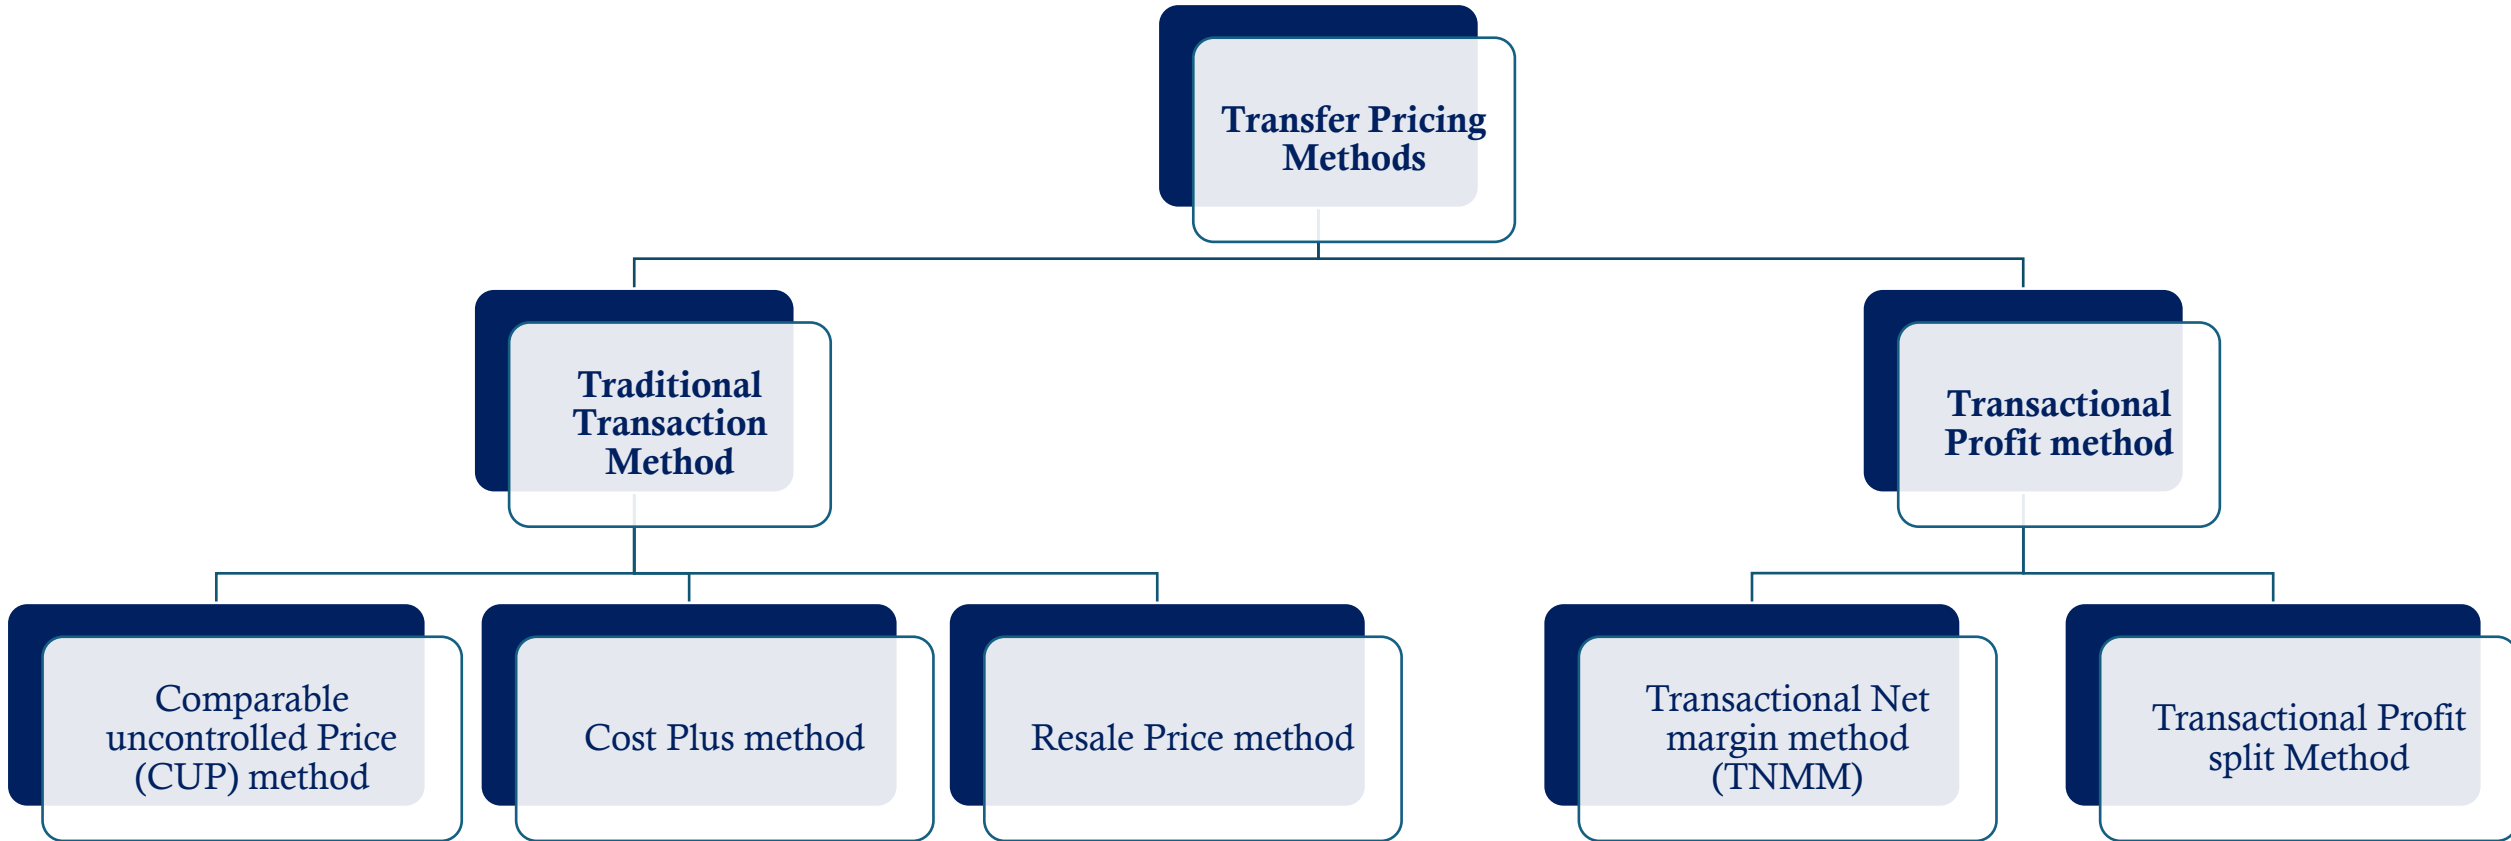 Transfer Pricing
Methods
Traditional
Transaction
Method
Transactional
Profit method
Comparable
uncontrolled Price
(CUP) method
Cost Plus method
Resale Price method
Transactional Net
margin method
(TNMM)
Transactional Profit
split Method